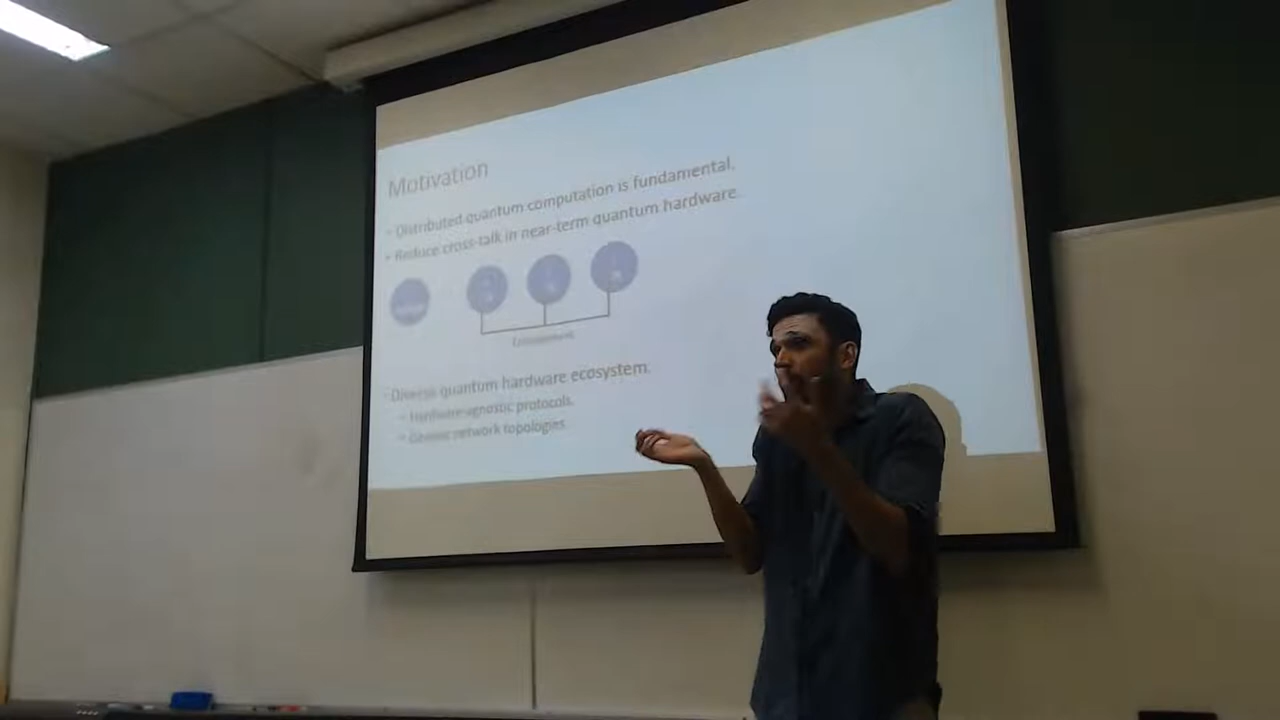 Motivation
• Distributed quantum computation is fundamental.
• Reduce cross-talk in near-term quantum hardware.
• Diverse quantum hardware ecosystem.
• Hardware-agnostic protocols.
• Diverse network topologies.